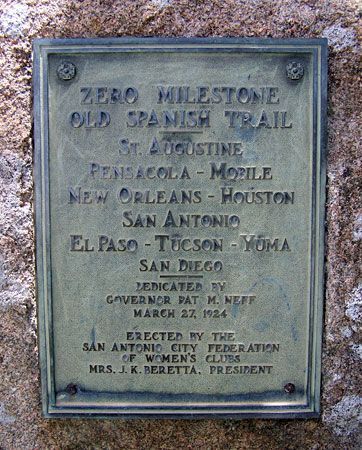 ZERO MILESTONE
OLD SPANISH TRAIL
ST. AUGUSTINE
PENSACOLA - MOBILE
NEW ORLEANS - HOUSTON
SAN ANTONIO
EL PASO - TUCSON - YUMA
SAN DIEGO
DEDICATED BY
GOVERNOR PAT M. NEFF
MARCH 27, 1924
ERECTED BY THE
SAN ANTONIO CITY FEDERATION
OF WOMEN'S CLUBS
MRS. J. K. BERETTA, PRESIDENT